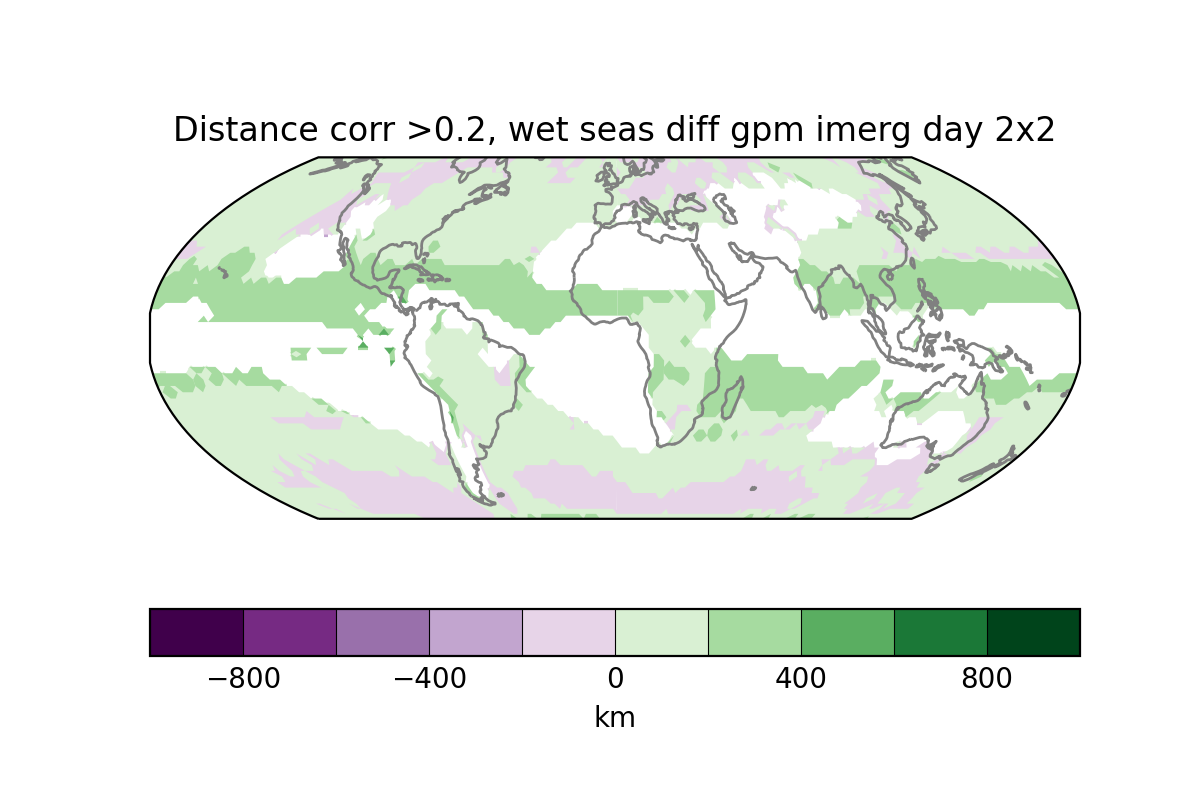 Distance corr >0.2, wet seas diff gpm imerg day 2x2
−800 −400 0 400 800
km